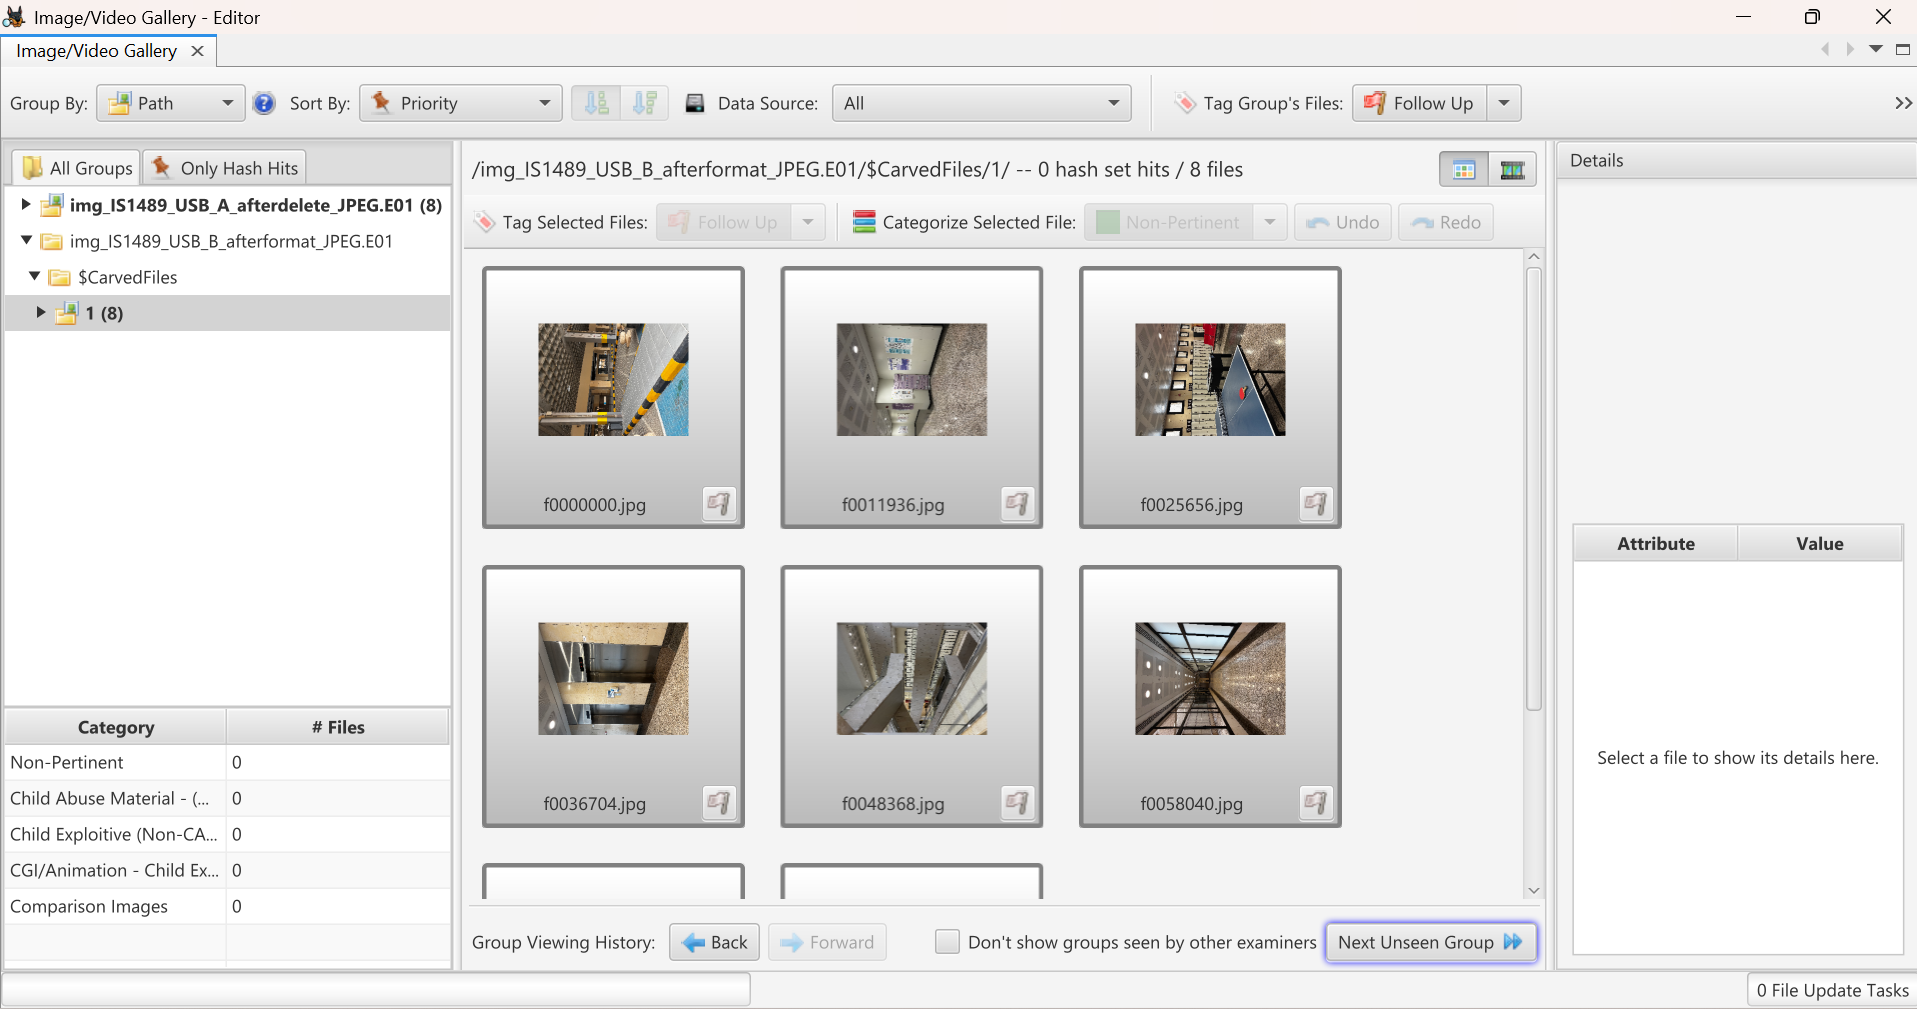 Image/Video Gallery - Editor
Image/Video Gallery
Group By: Path Sort By: Priority Data Source: All Tag Group's Files: Follow Up
All Groups Only Hash Hits
img_IS1489_USB_A_afterdelete_JPEG.E01 (8)
img_IS1489_USB_B_afterformat_JPEG.E01
$CarvedFiles
1 (8)
Category # Files
Non-Pertinent 0
Child Abuse Material - (... 0
Child Exploitive (Non-CA... 0
CGI/Animation - Child Ex... 0
Comparison Images 0
/img_IS1489_USB_B_afterformat_JPEG.E01/$CarvedFiles/1/ -- 0 hash set hits / 8 files
Tag Selected Files: Follow Up Categorize Selected File: Non-Pertinent Undo Redo
f0000000.jpg f0011936.jpg f0025656.jpg
f0036704.jpg f0048368.jpg f0058040.jpg
Group Viewing History: Back Forward Don't show groups seen by other examiners Next Unseen Group
Details
Attribute Value
Select a file to show its details here.
0 File Update Tasks